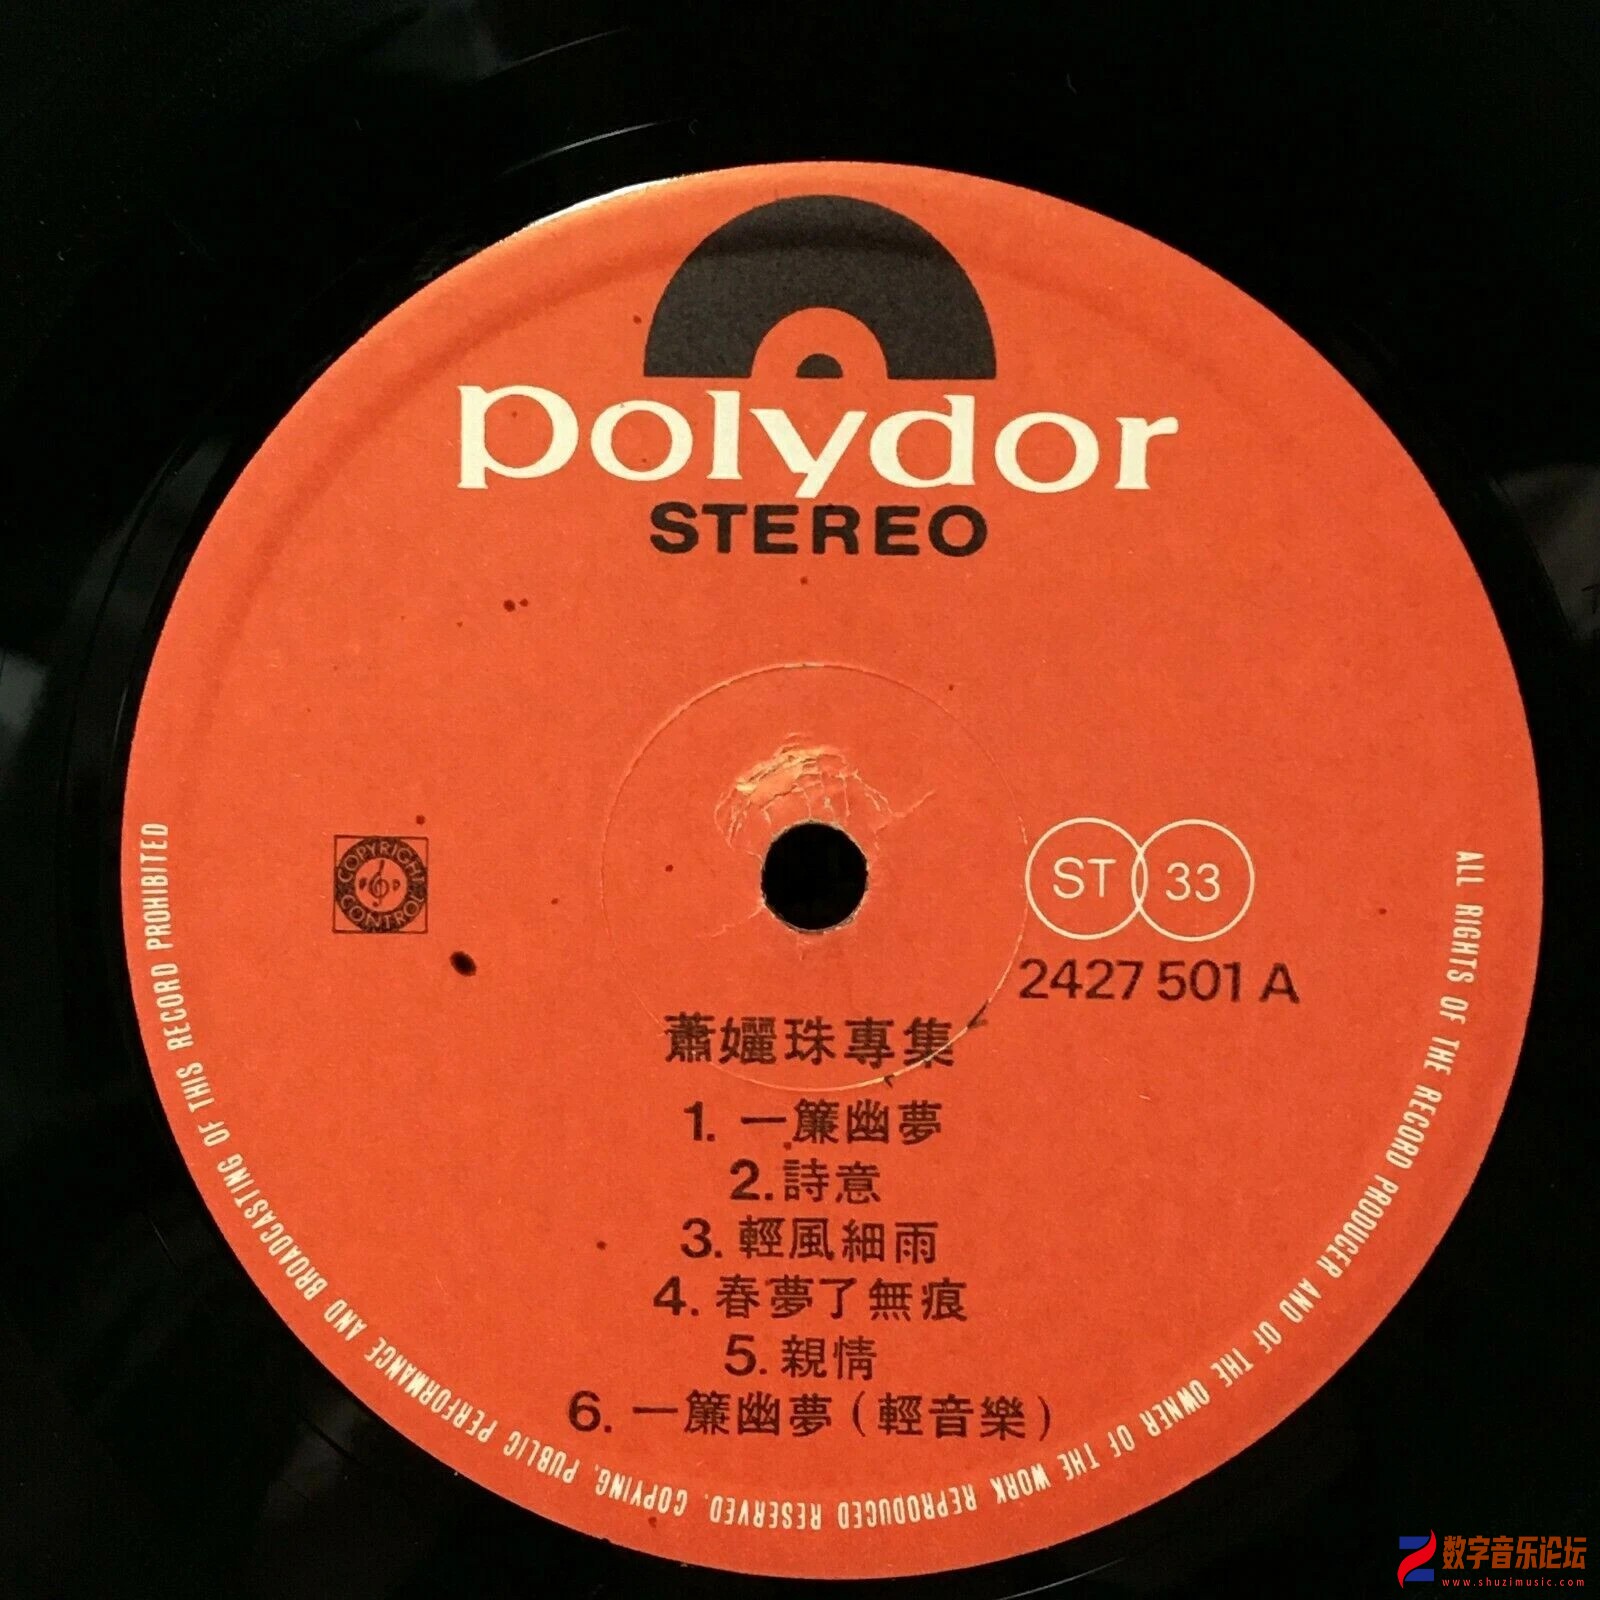 polydor
STEREO
COPYRIGHT
CONTROL
ST 33
2427 501 A
蕭孋珠專集
1. 一簾幽夢
2. 詩意
3. 輕風細雨
4. 春夢了無痕
5. 親情
6. 一簾幽夢（輕音樂）
ALL RIGHTS OF THE RECORD PRODUCER AND OF THE OWNER OF THE WORK REPRODUCED RESERVED. COPYING, PUBLIC PERFORMANCE AND BROADCASTING OF THIS RECORD PROHIBITED
数字音乐论坛
www.shuzimusic.com